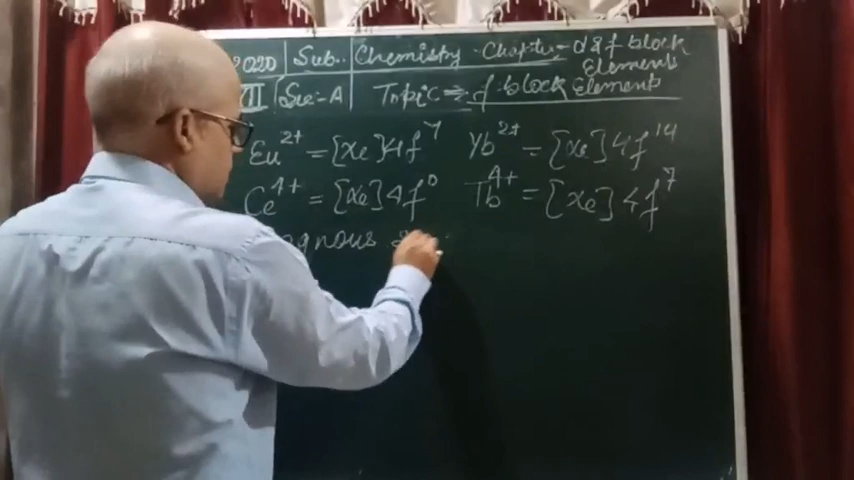 2020 Sub. Chemistry Chapter - d & f Block Elements
XII Sec:- A Topic ⇒ f Block Elements
Eu²⁺ = [Xe]4f⁷ Yb²⁺ = [Xe]4f¹⁴
Ce⁴⁺ = [Xe]4f⁰ Tb⁴⁺ = [Xe]4f⁷